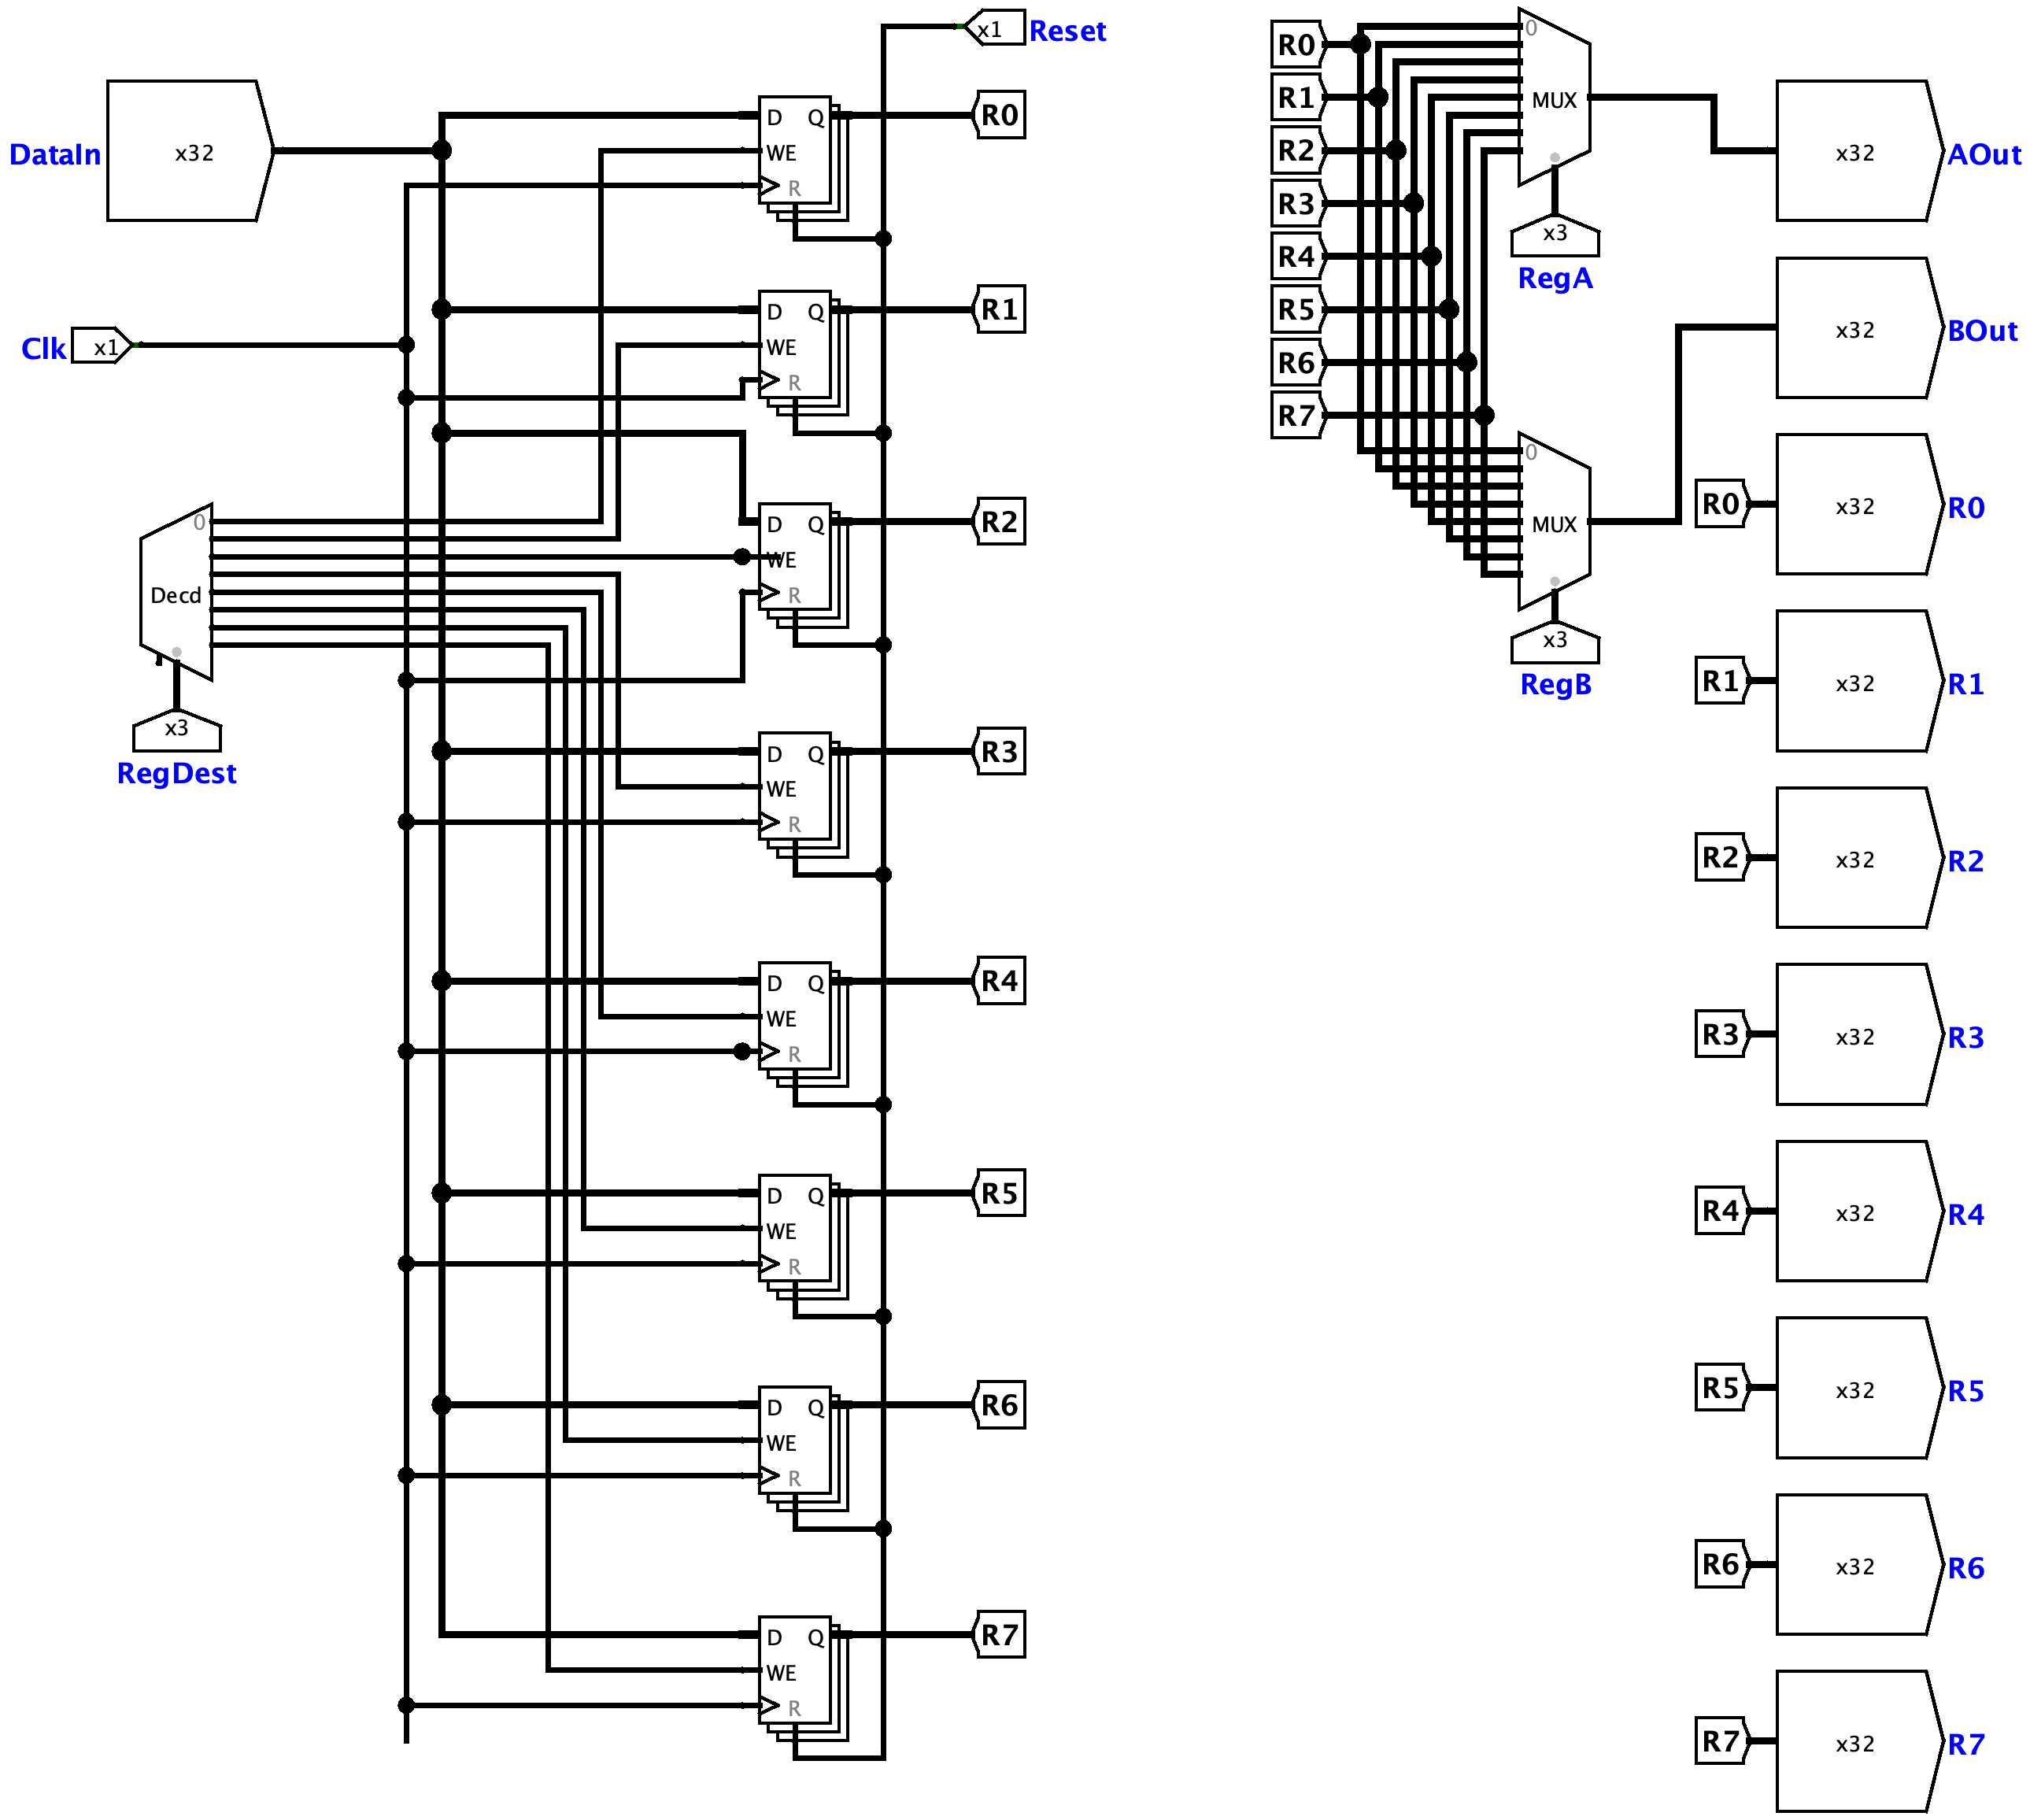 x1 Reset
DataIn x32
D Q R0
WE
R
D Q R1
Clk x1
WE
R
D Q R2
0
WE
Decd
R
x3
RegDest
D Q R3
WE
R
D Q R4
WE
R
D Q R5
WE
R
D Q R6
WE
R
D Q R7
WE
R
R0
0
R1
MUX
R2
R3
x3
R4
RegA
R5
R6
R7
0
MUX
x3
RegB
x32 AOut
x32 BOut
R0 x32 R0
R1 x32 R1
R2 x32 R2
R3 x32 R3
R4 x32 R4
R5 x32 R5
R6 x32 R6
R7 x32 R7